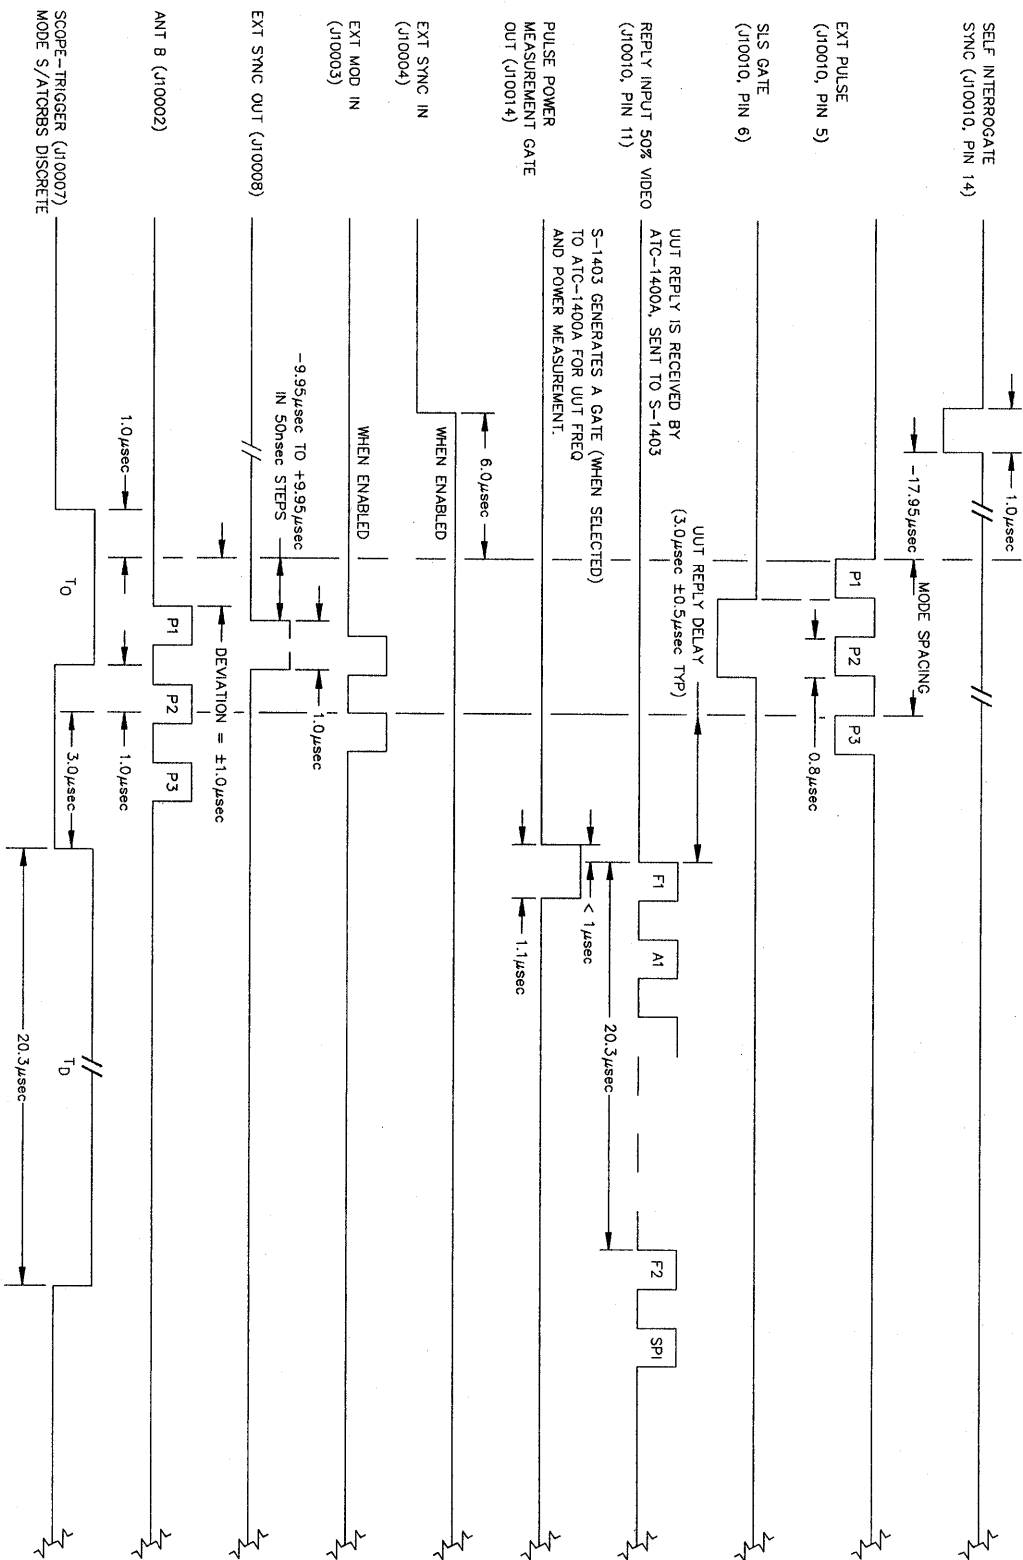 SELF INTERROGATE
SYNC (J10010, PIN 14)
1.0µsec
-17.95µsec
MODE SPACING
EXT PULSE
(J10010, PIN 5)
P1
P2
P3
0.8µsec
SLS GATE
(J10010, PIN 6)
UUT REPLY DELAY
(3.0µsec ±0.5µsec TYP)
REPLY INPUT 50% VIDEO
(J10010, PIN 11)
UUT REPLY IS RECEIVED BY
ATC-1400A, SENT TO S-1403
F1
A1
F2
SPI
20.3µsec
< 1µsec
PULSE POWER
MEASUREMENT GATE
OUT (J10014)
S-1403 GENERATES A GATE (WHEN SELECTED)
TO ATC-1400A FOR UUT FREQ
AND POWER MEASUREMENT.
1.1µsec
6.0µsec
EXT SYNC IN
(J10004)
WHEN ENABLED
EXT MOD IN
(J10003)
WHEN ENABLED
1.0µsec
-9.95µsec TO +9.95µsec
IN 50nsec STEPS
EXT SYNC OUT (J10008)
DEVIATION = ±1.0µsec
ANT B (J10002)
P1
P2
P3
1.0µsec
1.0µsec
3.0µsec
SCOPE-TRIGGER (J10007)
MODE S/ATCRBS DISCRETE
TO
TD
20.3µsec